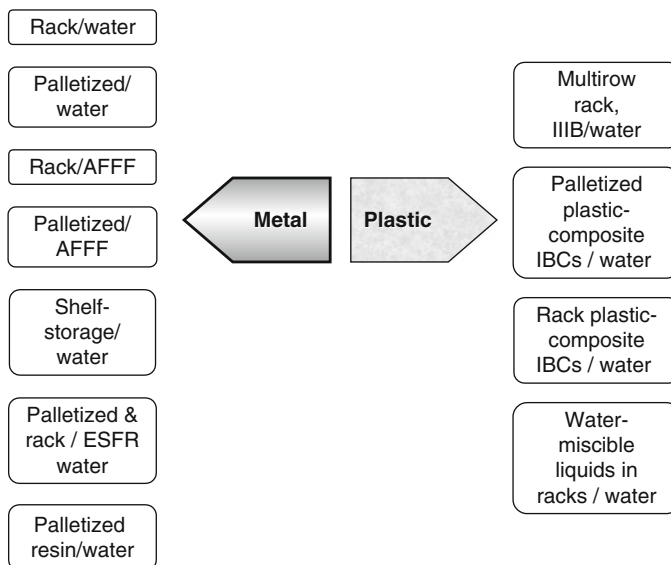 Rack/water
Palletized/
water
Rack/AFFF
Palletized/
AFFF
Shelf-
storage/
water
Palletized &
rack / ESFR
water
Palletized
resin/water
Metal
Plastic
Multirow
rack,
IIIB/water
Palletized
plastic-
composite
IBCs / water
Rack plastic-
composite
IBCs / water
Water-
miscible
liquids in
racks / water